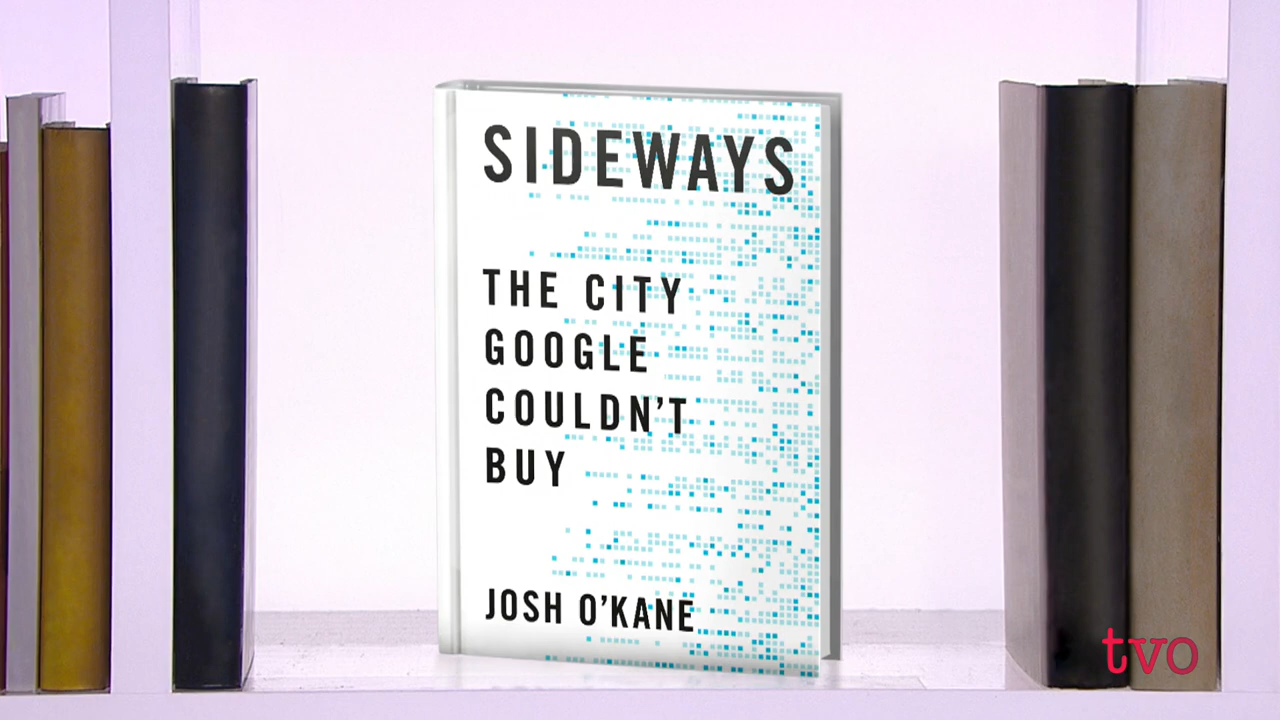 SIDEWAYS
THE CITY
GOOGLE
COULDN'T
BUY
JOSH O'KANE
tvo